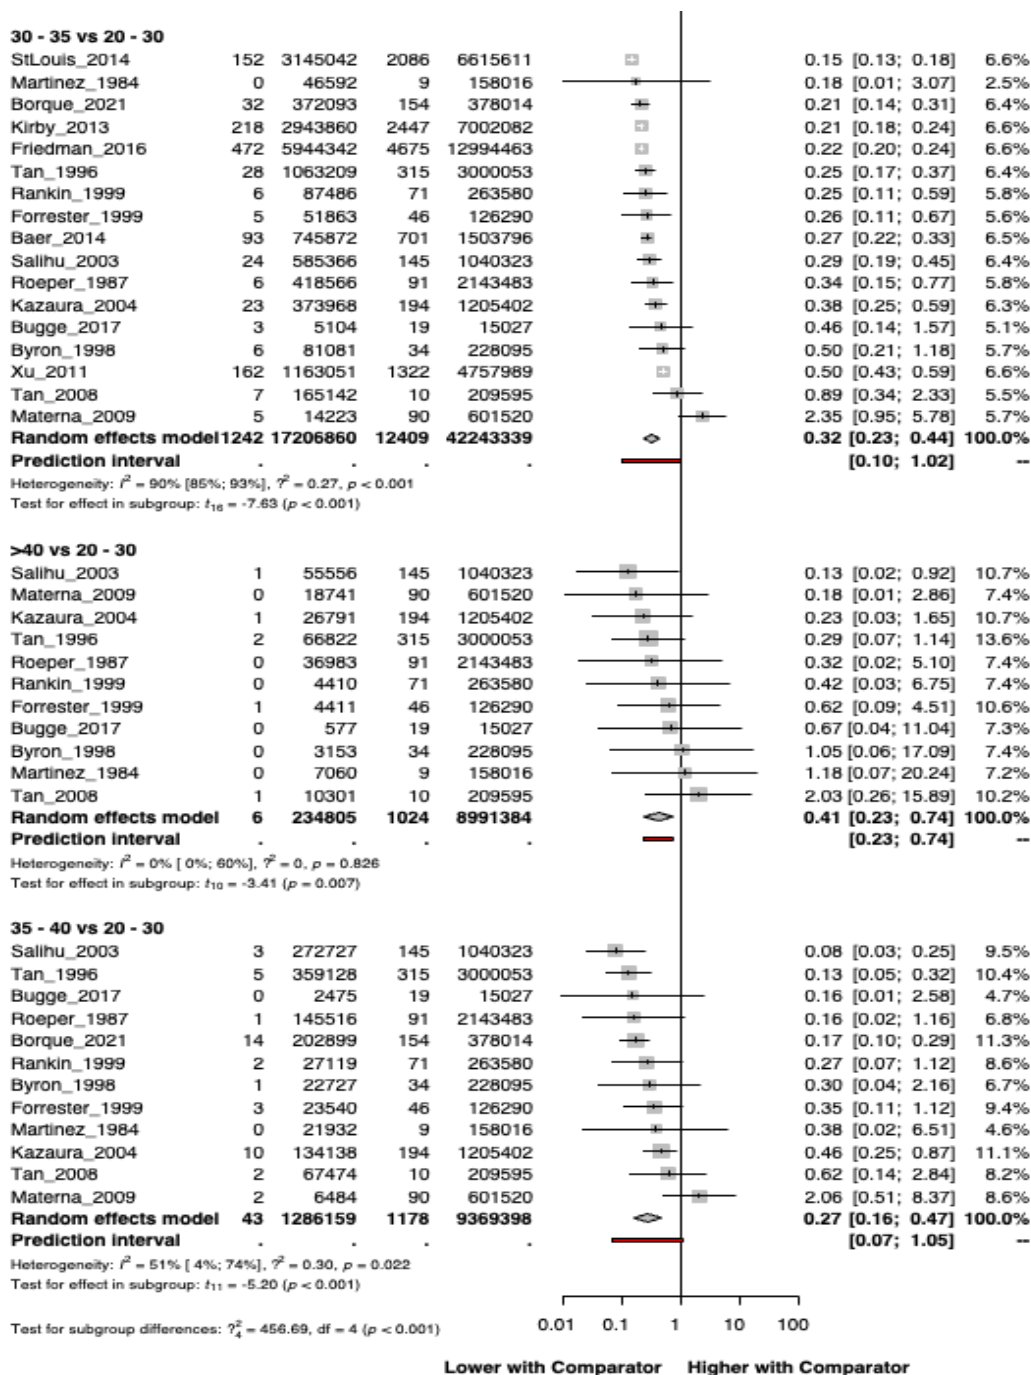 30 - 35 vs 20 - 30
StLouis_2014 152 3145042 2086 6615611 0.15 [0.13; 0.18] 6.6%
Martinez_1984 0 46592 9 158016 0.18 [0.01; 3.07] 2.5%
Borque_2021 32 372093 154 378014 0.21 [0.14; 0.31] 6.4%
Kirby_2013 218 2943860 2447 7002082 0.21 [0.18; 0.24] 6.6%
Friedman_2016 472 5944342 4675 12994463 0.22 [0.20; 0.24] 6.6%
Tan_1996 28 1063209 315 3000053 0.25 [0.17; 0.37] 6.4%
Rankin_1999 6 87486 71 263580 0.25 [0.11; 0.59] 5.8%
Forrester_1999 5 51863 46 126290 0.26 [0.11; 0.67] 5.6%
Baer_2014 93 745872 701 1503796 0.27 [0.22; 0.33] 6.5%
Salihu_2003 24 585366 145 1040323 0.29 [0.19; 0.45] 6.4%
Roeper_1987 6 418566 91 2143483 0.34 [0.15; 0.77] 5.8%
Kazaura_2004 23 373968 194 1205402 0.38 [0.25; 0.59] 6.3%
Bugge_2017 3 5104 19 15027 0.46 [0.14; 1.57] 5.1%
Byron_1998 6 81081 34 228095 0.50 [0.21; 1.18] 5.7%
Xu_2011 162 1163051 1322 4757989 0.50 [0.43; 0.59] 6.6%
Tan_2008 7 165142 10 209595 0.89 [0.34; 2.33] 5.5%
Materna_2009 5 14223 90 601520 2.35 [0.95; 5.78] 5.7%
Random effects model 1242 17206860 12409 42243339 0.32 [0.23; 0.44] 100.0%
Prediction interval . . . . [0.10; 1.02] --
Heterogeneity: I² = 90% [85%; 93%], ?² = 0.27, p < 0.001
Test for effect in subgroup: t₁₆ = -7.63 (p < 0.001)
>40 vs 20 - 30
Salihu_2003 1 55556 145 1040323 0.13 [0.02; 0.92] 10.7%
Materna_2009 0 18741 90 601520 0.18 [0.01; 2.86] 7.4%
Kazaura_2004 1 26791 194 1205402 0.23 [0.03; 1.65] 10.7%
Tan_1996 2 66822 315 3000053 0.29 [0.07; 1.14] 13.6%
Roeper_1987 0 36983 91 2143483 0.32 [0.02; 5.10] 7.4%
Rankin_1999 0 4410 71 263580 0.42 [0.03; 6.75] 7.4%
Forrester_1999 1 4411 46 126290 0.62 [0.09; 4.51] 10.6%
Bugge_2017 0 577 19 15027 0.67 [0.04; 11.04] 7.3%
Byron_1998 0 3153 34 228095 1.05 [0.06; 17.09] 7.4%
Martinez_1984 0 7060 9 158016 1.18 [0.07; 20.24] 7.2%
Tan_2008 1 10301 10 209595 2.03 [0.26; 15.89] 10.2%
Random effects model 6 234805 1024 8991384 0.41 [0.23; 0.74] 100.0%
Prediction interval . . . . [0.23; 0.74] --
Heterogeneity: I² = 0% [ 0%; 60%], ?² = 0, p = 0.826
Test for effect in subgroup: t₁₀ = -3.41 (p = 0.007)
35 - 40 vs 20 - 30
Salihu_2003 3 272727 145 1040323 0.08 [0.03; 0.25] 9.5%
Tan_1996 5 359128 315 3000053 0.13 [0.05; 0.32] 10.4%
Bugge_2017 0 2475 19 15027 0.16 [0.01; 2.58] 4.7%
Roeper_1987 1 145516 91 2143483 0.16 [0.02; 1.16] 6.8%
Borque_2021 14 202899 154 378014 0.17 [0.10; 0.29] 11.3%
Rankin_1999 2 27119 71 263580 0.27 [0.07; 1.12] 8.6%
Byron_1998 1 22727 34 228095 0.30 [0.04; 2.16] 6.7%
Forrester_1999 3 23540 46 126290 0.35 [0.11; 1.12] 9.4%
Martinez_1984 0 21932 9 158016 0.38 [0.02; 6.51] 4.6%
Kazaura_2004 10 134138 194 1205402 0.46 [0.25; 0.87] 11.1%
Tan_2008 2 67474 10 209595 0.62 [0.14; 2.84] 8.2%
Materna_2009 2 6484 90 601520 2.06 [0.51; 8.37] 8.6%
Random effects model 43 1286159 1178 9369398 0.27 [0.16; 0.47] 100.0%
Prediction interval . . . . [0.07; 1.05] --
Heterogeneity: I² = 51% [ 4%; 74%], ?² = 0.30, p = 0.022
Test for effect in subgroup: t₁₁ = -5.20 (p < 0.001)
0.01 0.1 1 10 100
Test for subgroup differences: ?²₄ = 456.69, df = 4 (p < 0.001)
Lower with Comparator Higher with Comparator